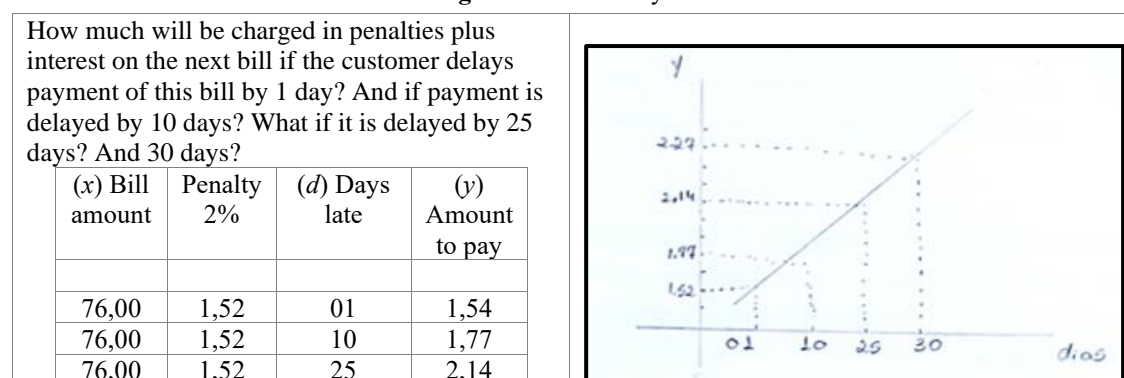 How much will be charged in penalties plus
interest on the next bill if the customer delays
payment of this bill by 1 day? And if payment is
delayed by 10 days? What if it is delayed by 25
days? And 30 days?
(x) Bill amount Penalty 2% (d) Days late (y) Amount to pay
76,00 1,52 01 1,54
76,00 1,52 10 1,77
76,00 1,52 25 2,14
y
2.27
2,14
1.77
1.52
01 10 25 30 dias